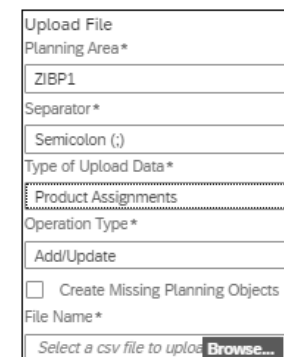 Upload File
Planning Area*
ZIBP1
Separator*
Semicolon (;)
Type of Upload Data*
Product Assignments
Operation Type*
Add/Update
Create Missing Planning Objects
File Name*
Select a csv file to uploa Browse...